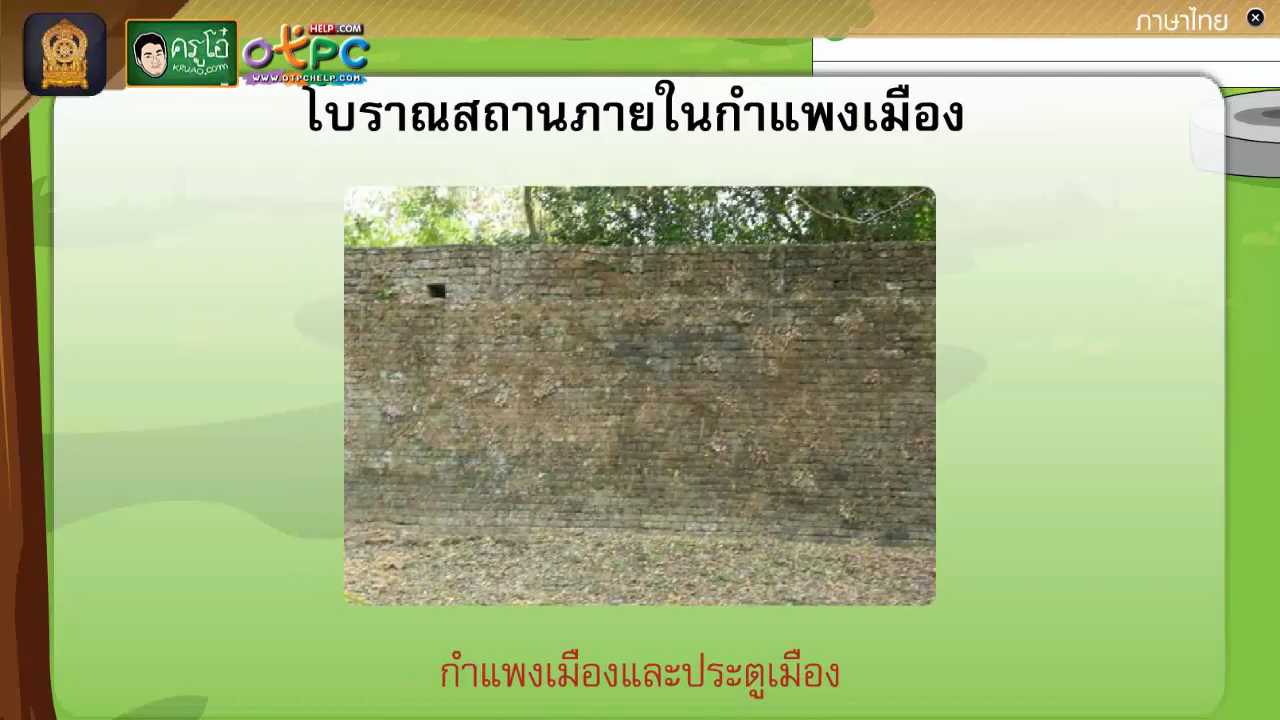 ภาษาไทย
ครูโอ๋
KRUAO.com
HELP.COM
OTPC
WWW.OTPCHELP.COM
โบราณสถานภายในกำแพงเมือง
กำแพงเมืองและประตูเมือง